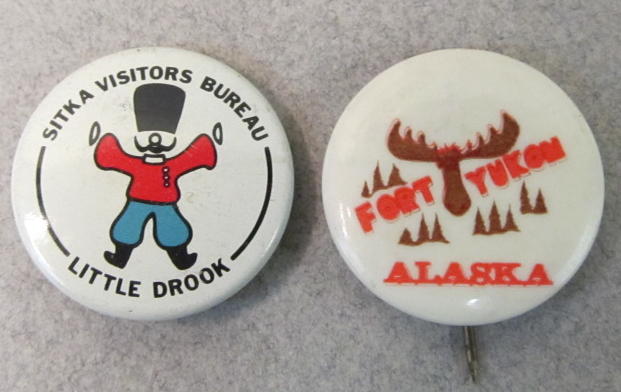 SITKA VISITORS BUREAU
LITTLE DROOK
FORT YUKON
ALASKA